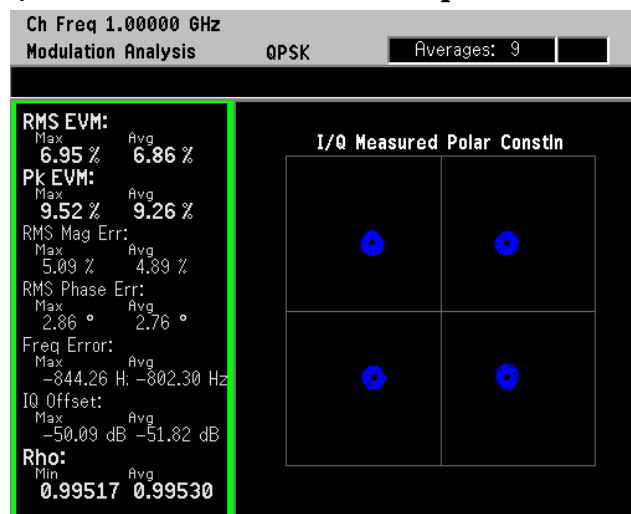 Ch Freq 1.00000 GHz
Modulation Analysis QPSK Averages: 9
RMS EVM:
Max Avg
6.95 % 6.86 %
Pk EVM:
Max Avg
9.52 % 9.26 %
RMS Mag Err:
Max Avg
5.09 % 4.89 %
RMS Phase Err:
Max Avg
2.86 ° 2.76 °
Freq Error:
Max Avg
-844.26 H: -802.30 Hz
IQ Offset:
Max Avg
-50.09 dB -51.82 dB
Rho:
Min Avg
0.99517 0.99530
I/Q Measured Polar Constln